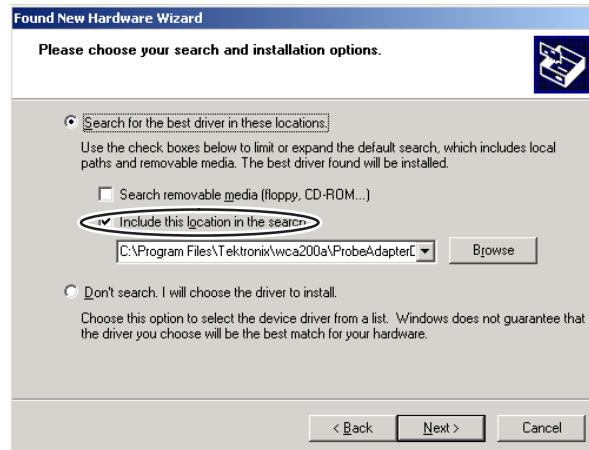 Found New Hardware Wizard
Please choose your search and installation options.
Search for the best driver in these locations.
Use the check boxes below to limit or expand the default search, which includes local
paths and removable media. The best driver found will be installed.
Search removable media (floppy, CD-ROM...)
Include this location in the search:
C:\Program Files\Tektronix\wca200a\ProbeAdapterD
Browse
Don't search. I will choose the driver to install.
Choose this option to select the device driver from a list. Windows does not guarantee that
the driver you choose will be the best match for your hardware.
< Back
Next >
Cancel